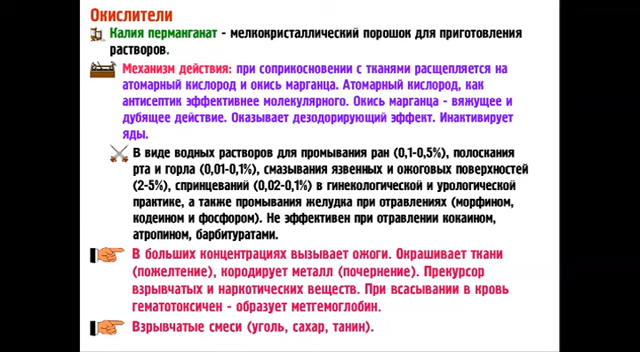 Окислители
Калия перманганат - мелкокристаллический порошок для приготовления
растворов.
Механизм действия: при соприкосновении с тканями расщепляется на
атомарный кислород и окись марганца. Атомарный кислород, как
антисептик эффективнее молекулярного. Окись марганца - вяжущее и
дубящее действие. Оказывает дезодорирующий эффект. Инактивирует
яды.
В виде водных растворов для промывания ран (0,1-0,5%), полоскания
рта и горла (0,01-0,1%), смазывания язвенных и ожоговых поверхностей
(2-5%), спринцеваний (0,02-0,1%) в гинекологической и урологической
практике, а также промывания желудка при отравлениях (морфином,
кодеином и фосфором). Не эффективен при отравлении кокаином,
атропином, барбитуратами.
В больших концентрациях вызывает ожоги. Окрашивает ткани
(пожелтение), кородирует металл (почернение). Прекурсор
взрывчатых и наркотических веществ. При всасывании в кровь
гематотоксичен - образует метгемоглобин.
Взрывчатые смеси (уголь, сахар, танин).